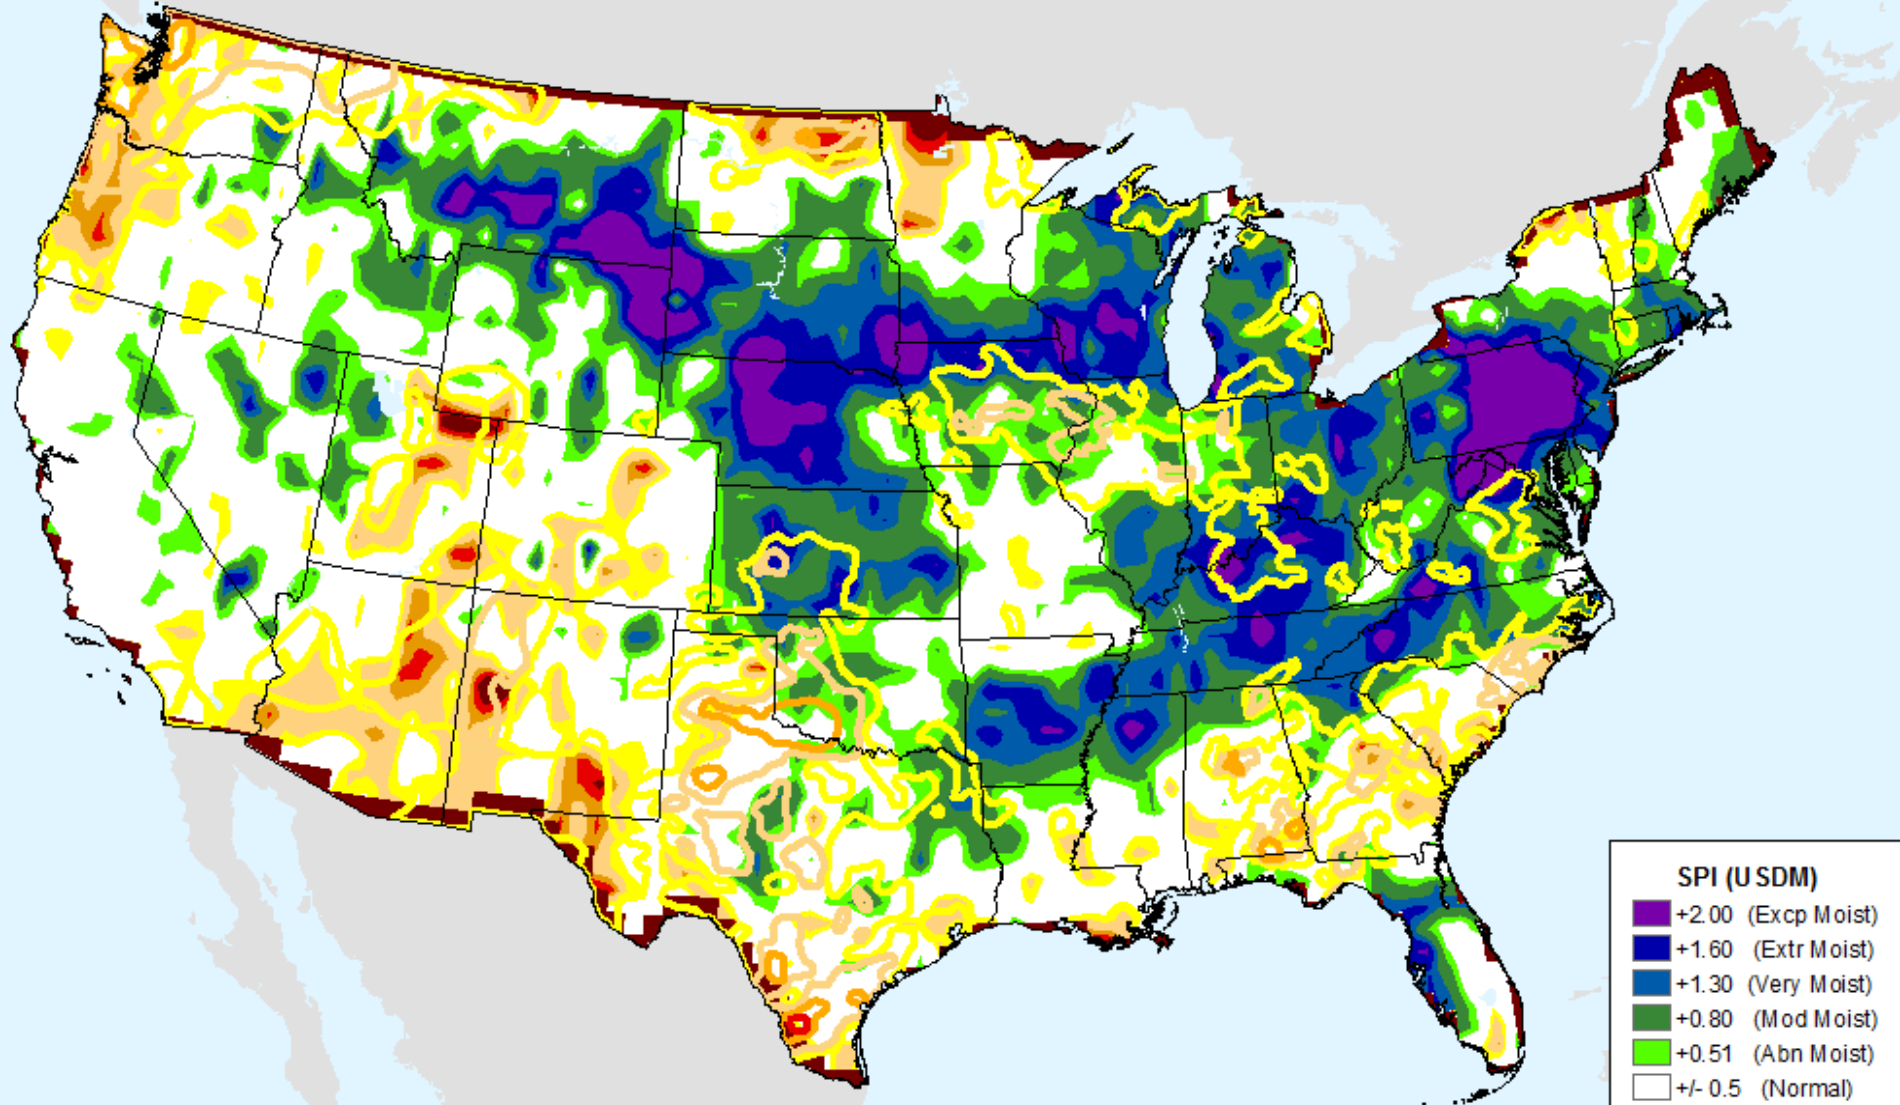 SPI (USDM)
+2.00 (Excp Moist)
+1.60 (Extr Moist)
+1.30 (Very Moist)
+0.80 (Mod Moist)
+0.51 (Abn Moist)
+/- 0.5 (Normal)